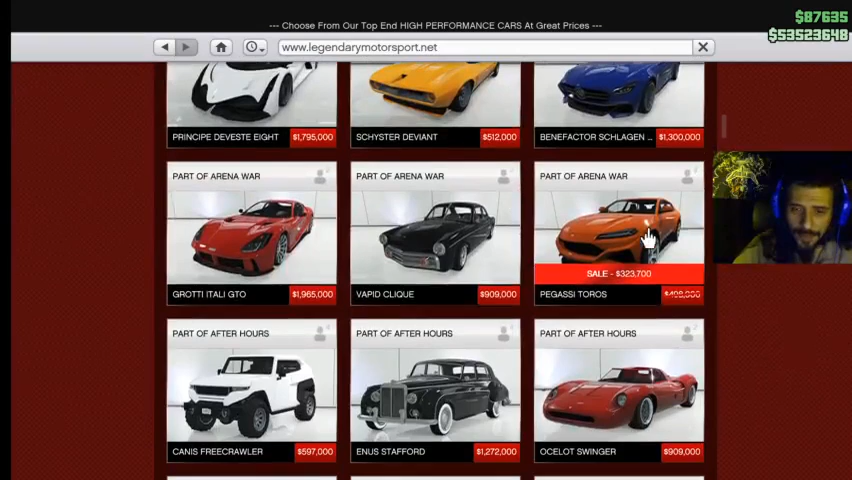 --- Choose From Our Top End HIGH PERFORMANCE CARS At Great Prices ---
$87635
$53523648
www.legendarymotorsport.net
PRINCIPE DEVESTE EIGHT $1,795,000
SCHYSTER DEVIANT $512,000
BENEFACTOR SCHLAGEN ... $1,300,000
PART OF ARENA WAR
PART OF ARENA WAR
PART OF ARENA WAR
SALE - $323,700
GROTTI ITALI GTO $1,965,000
VAPID CLIQUE $909,000
PEGASSI TOROS $498,000
PART OF AFTER HOURS
PART OF AFTER HOURS
PART OF AFTER HOURS
CANIS FREECRAWLER $597,000
ENUS STAFFORD $1,272,000
OCELOT SWINGER $909,000